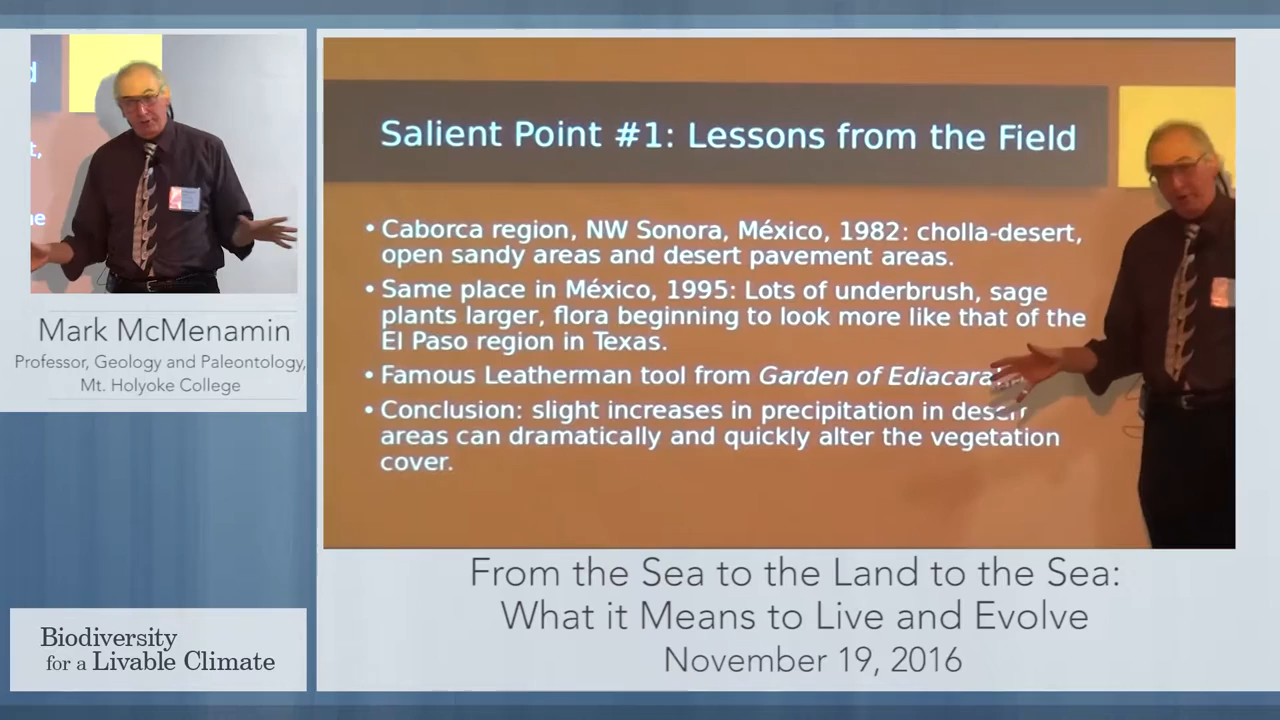 Mark McMenamin
Professor, Geology and Paleontology,
Mt. Holyoke College
Biodiversity
for a Livable Climate
Salient Point #1: Lessons from the Field
• Caborca region, NW Sonora, México, 1982: cholla-desert,
open sandy areas and desert pavement areas.
• Same place in México, 1995: Lots of underbrush, sage
plants larger, flora beginning to look more like that of the
El Paso region in Texas.
• Famous Leatherman tool from Garden of Ediacara
• Conclusion: slight increases in precipitation in desert
areas can dramatically and quickly alter the vegetation
cover.
From the Sea to the Land to the Sea:
What it Means to Live and Evolve
November 19, 2016